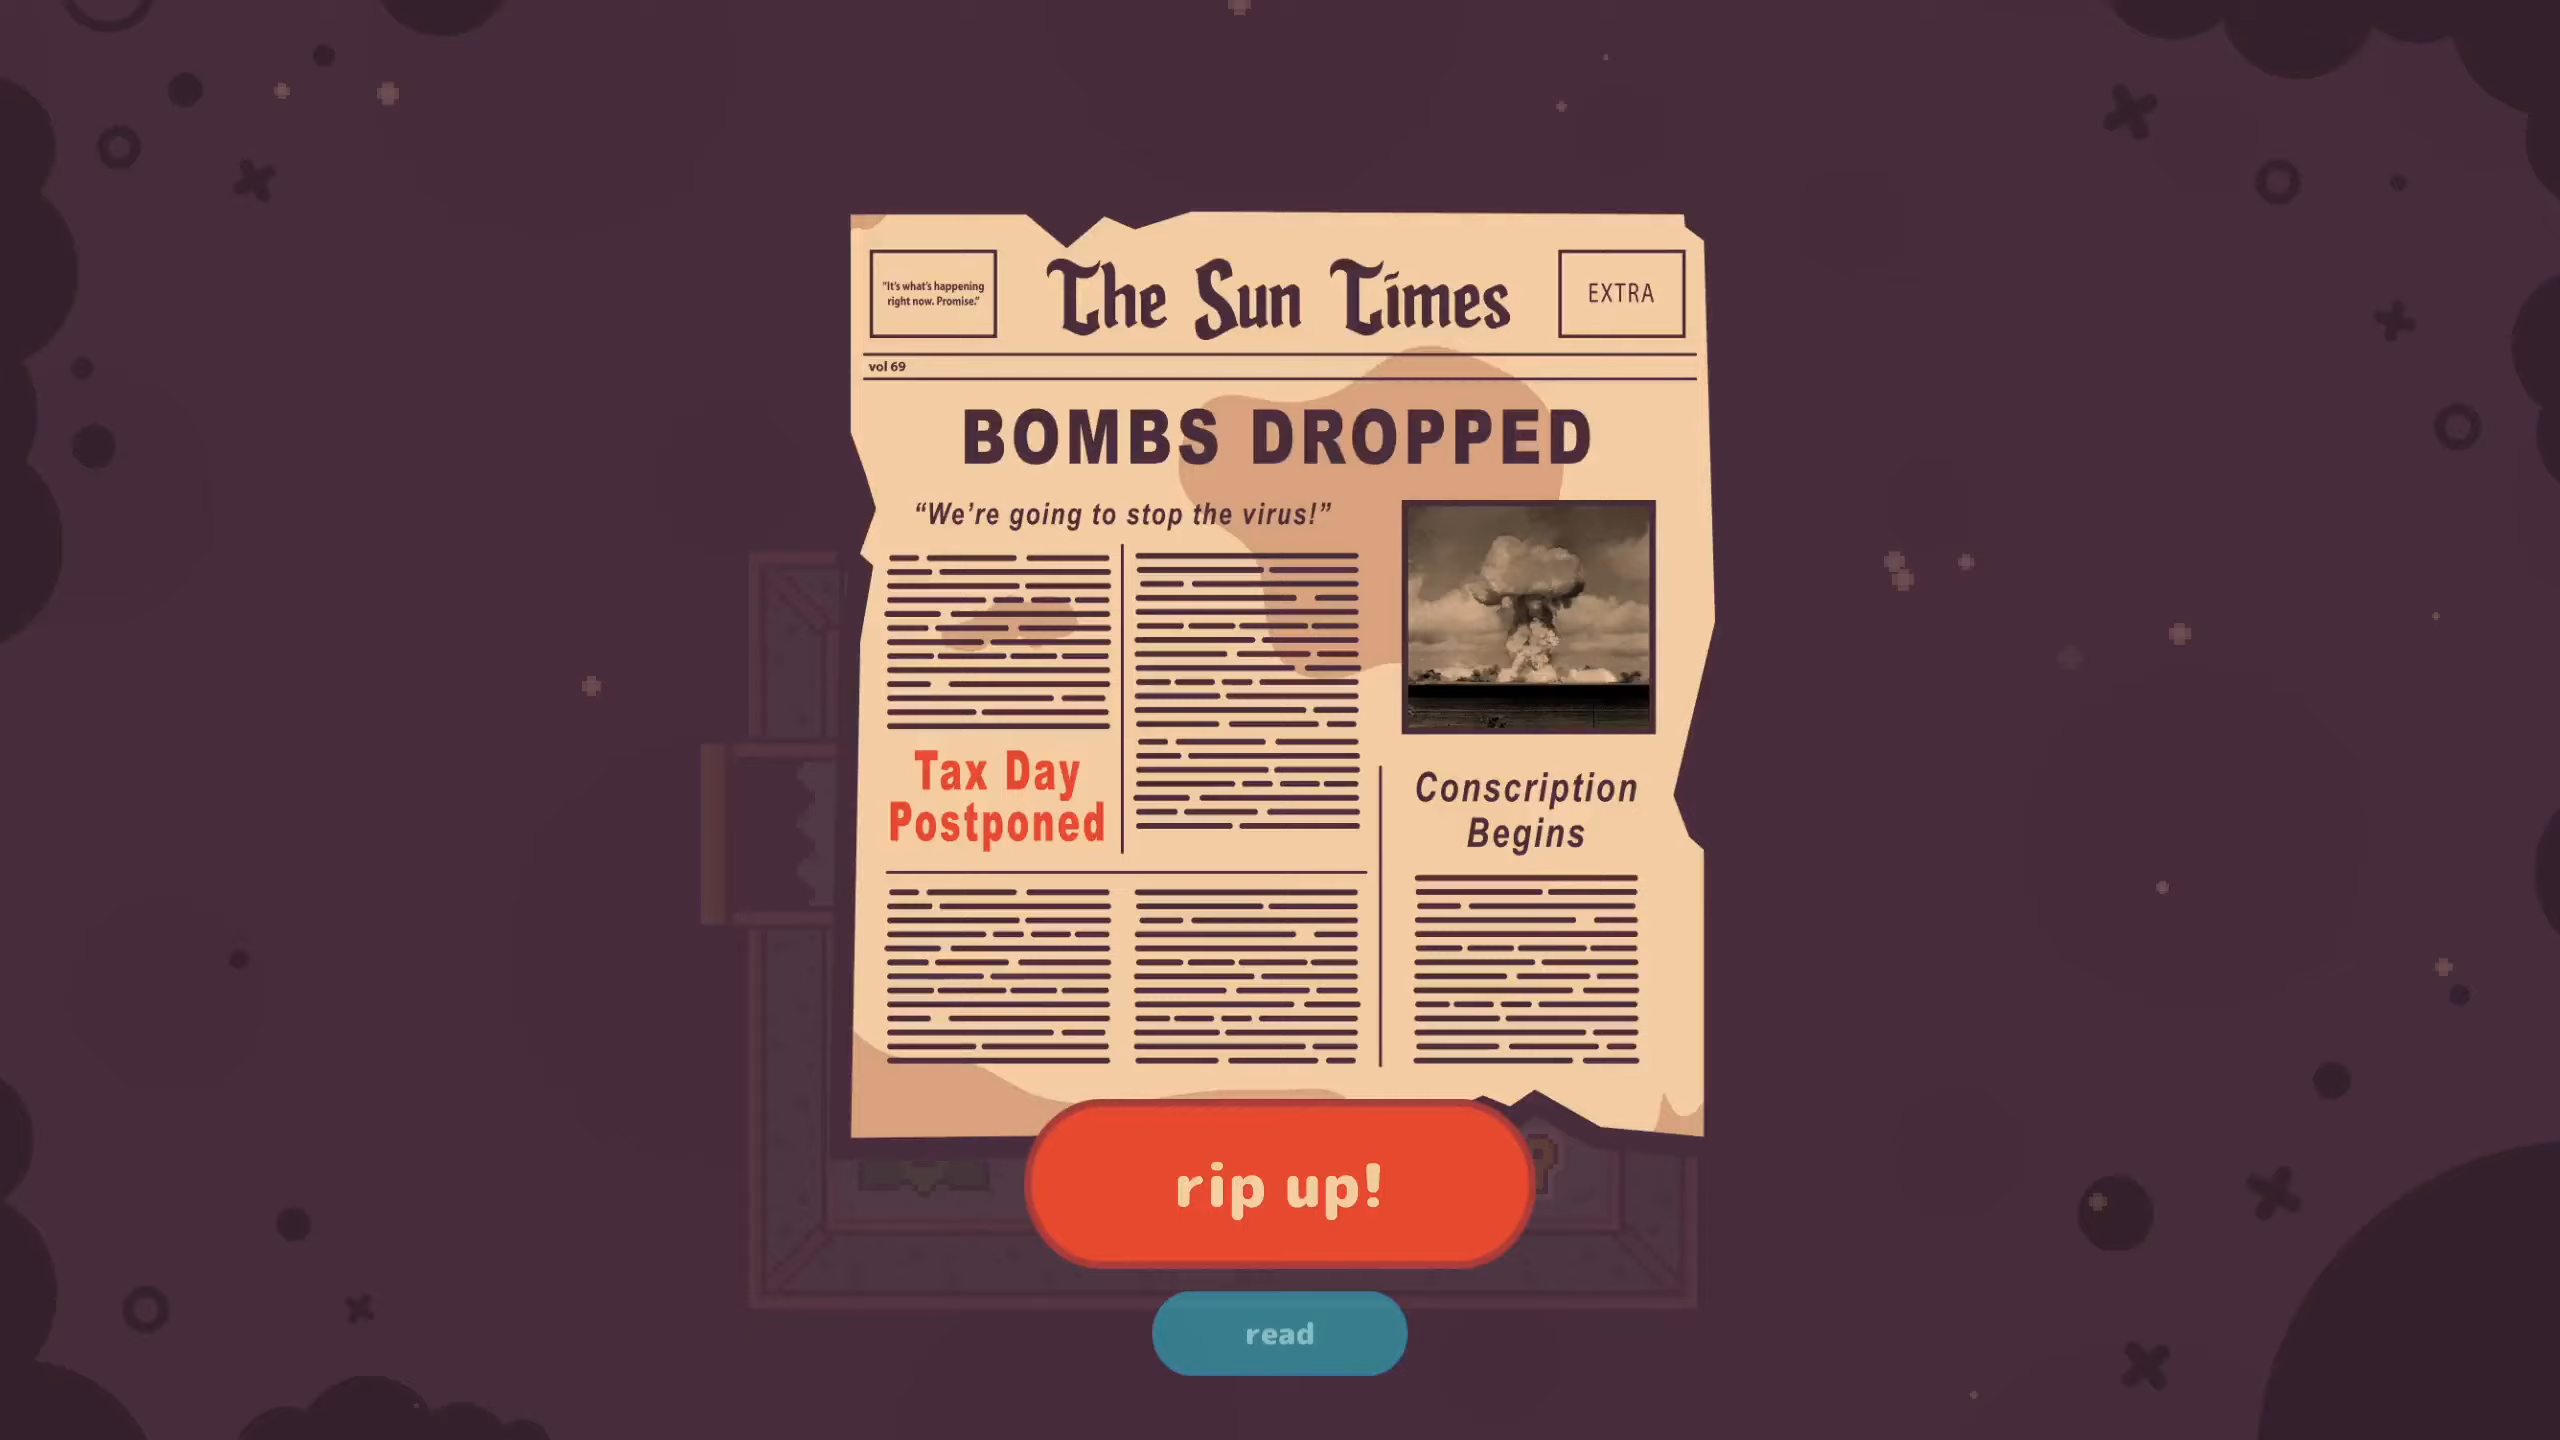 "It's what's happening
right now. Promise."
The Sun Times
EXTRA
vol 69
BOMBS DROPPED
“We’re going to stop the virus!”
Tax Day
Postponed
Conscription
Begins
rip up!
read